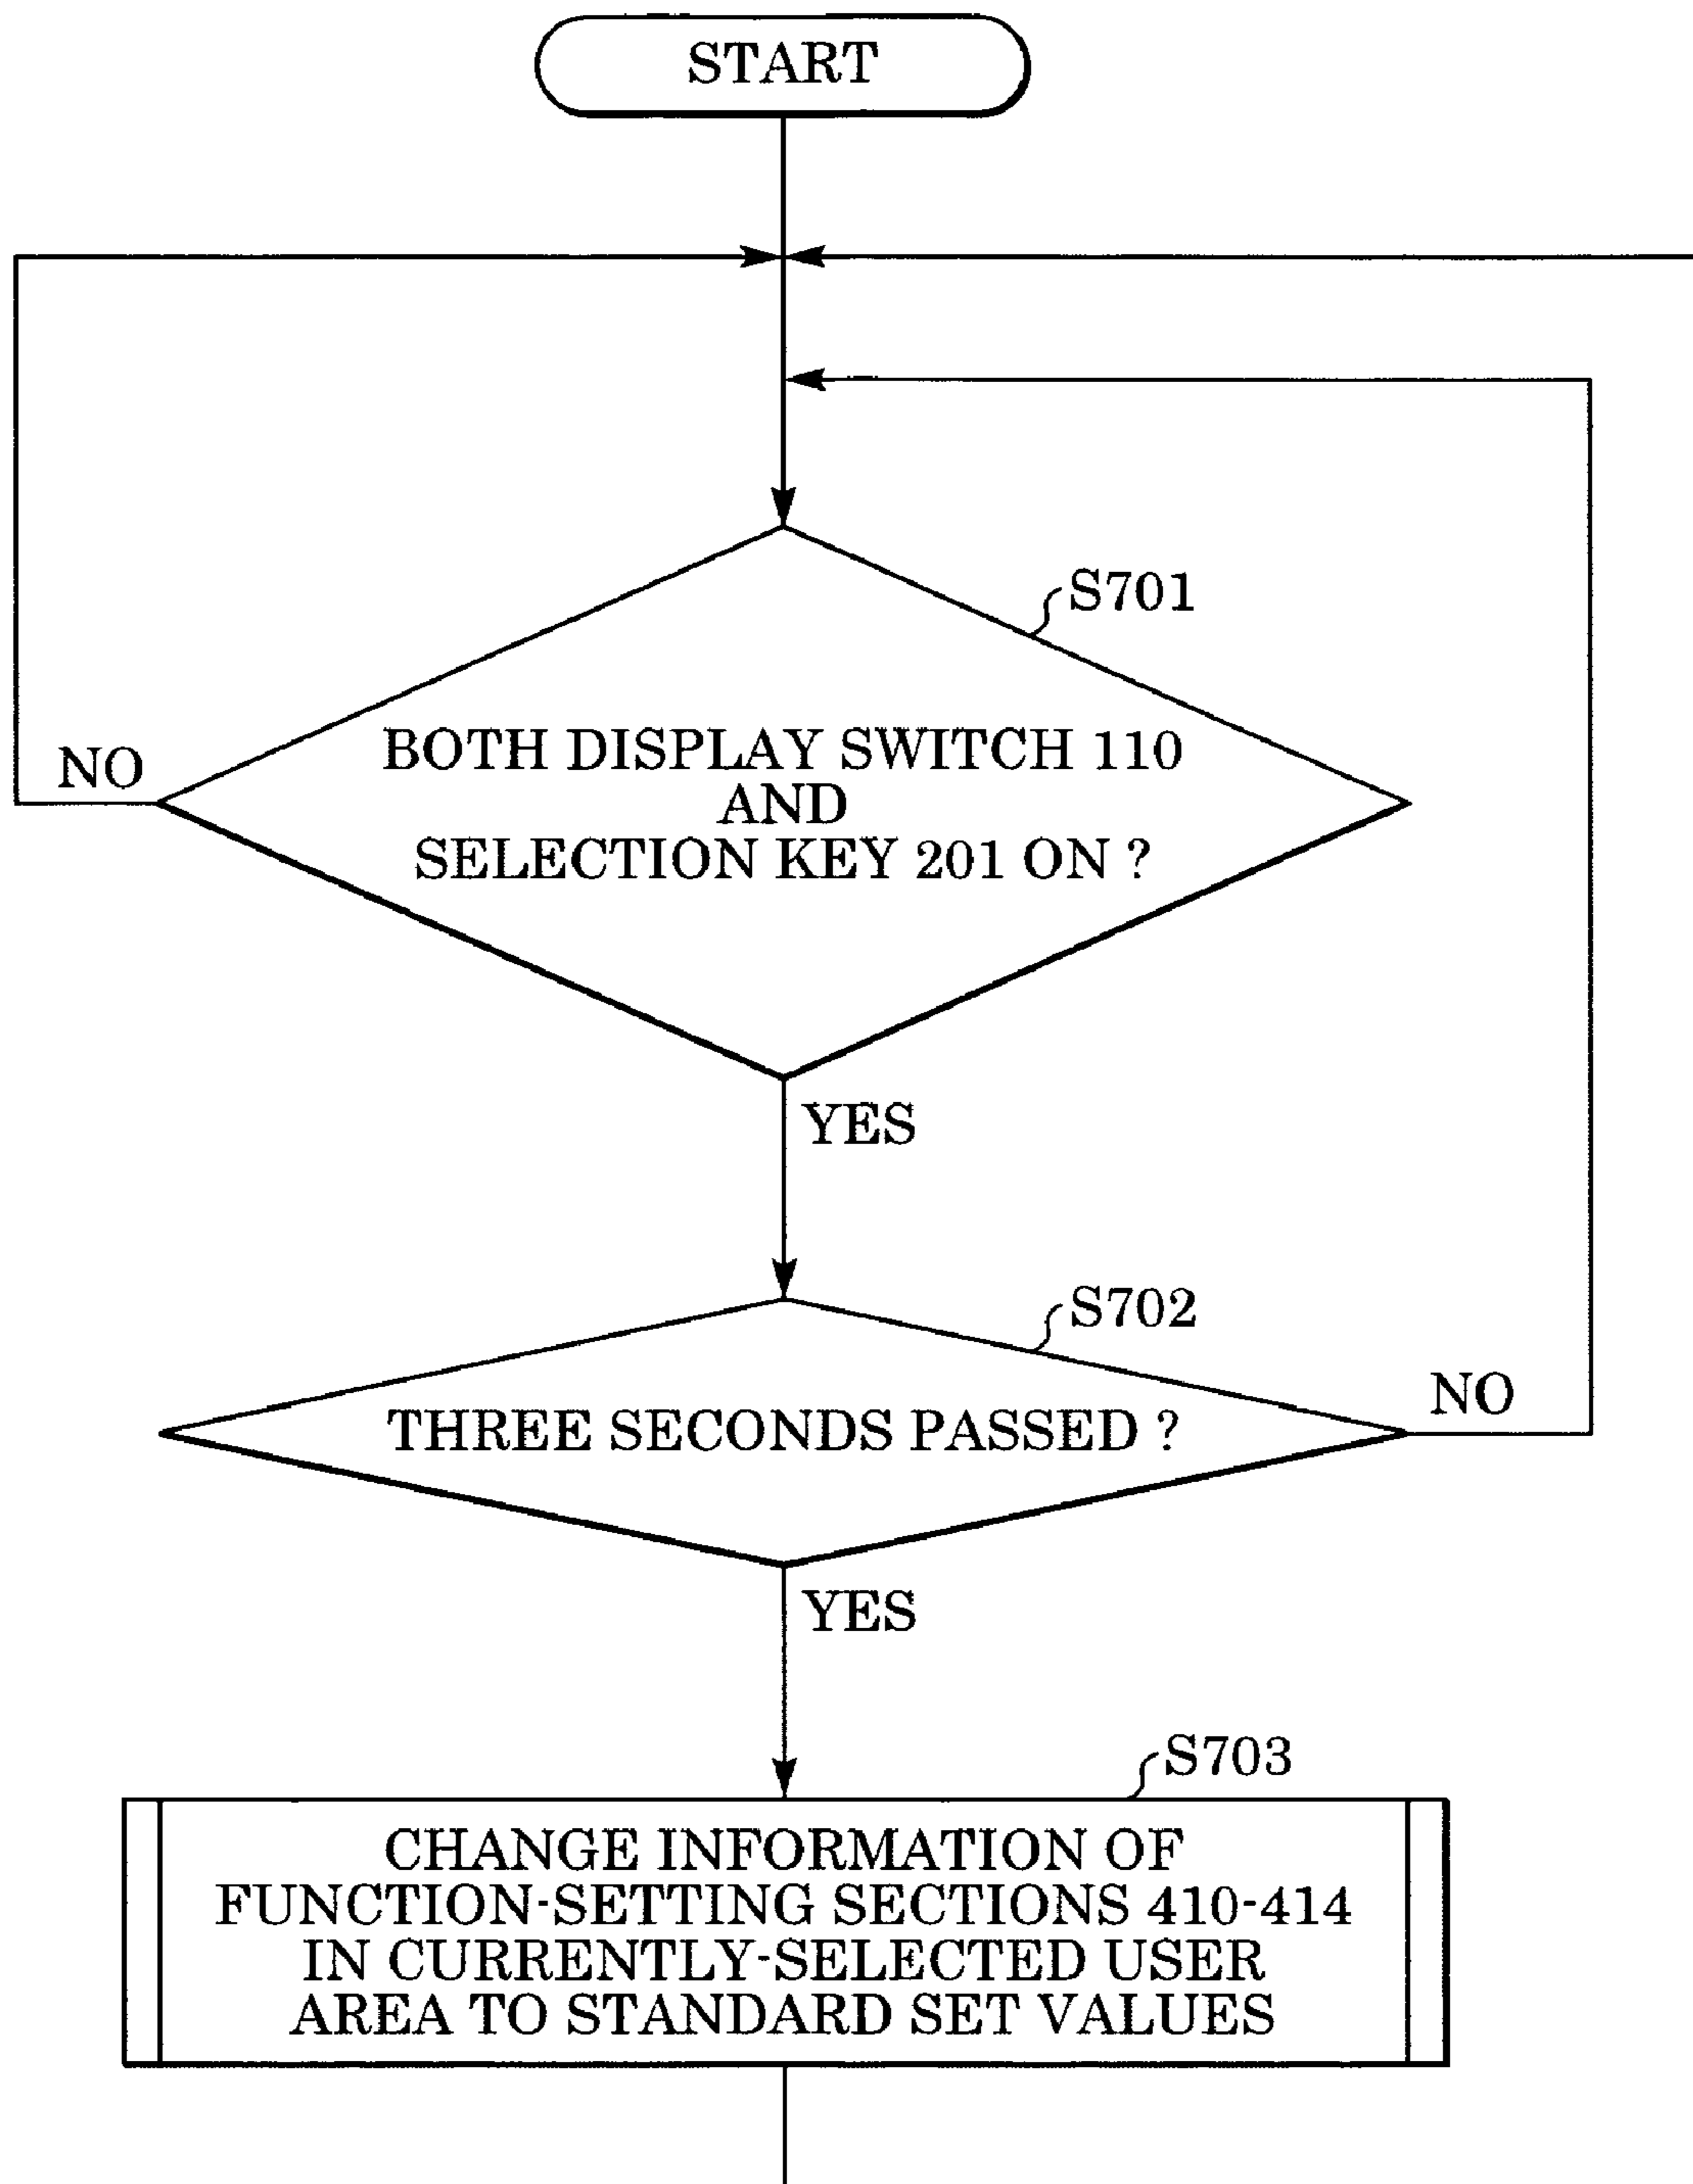 START
S701
BOTH DISPLAY SWITCH 110
AND
SELECTION KEY 201 ON ?
NO
YES
S702
THREE SECONDS PASSED ?
NO
YES
S703
CHANGE INFORMATION OF
FUNCTION-SETTING SECTIONS 410-414
IN CURRENTLY-SELECTED USER
AREA TO STANDARD SET VALUES